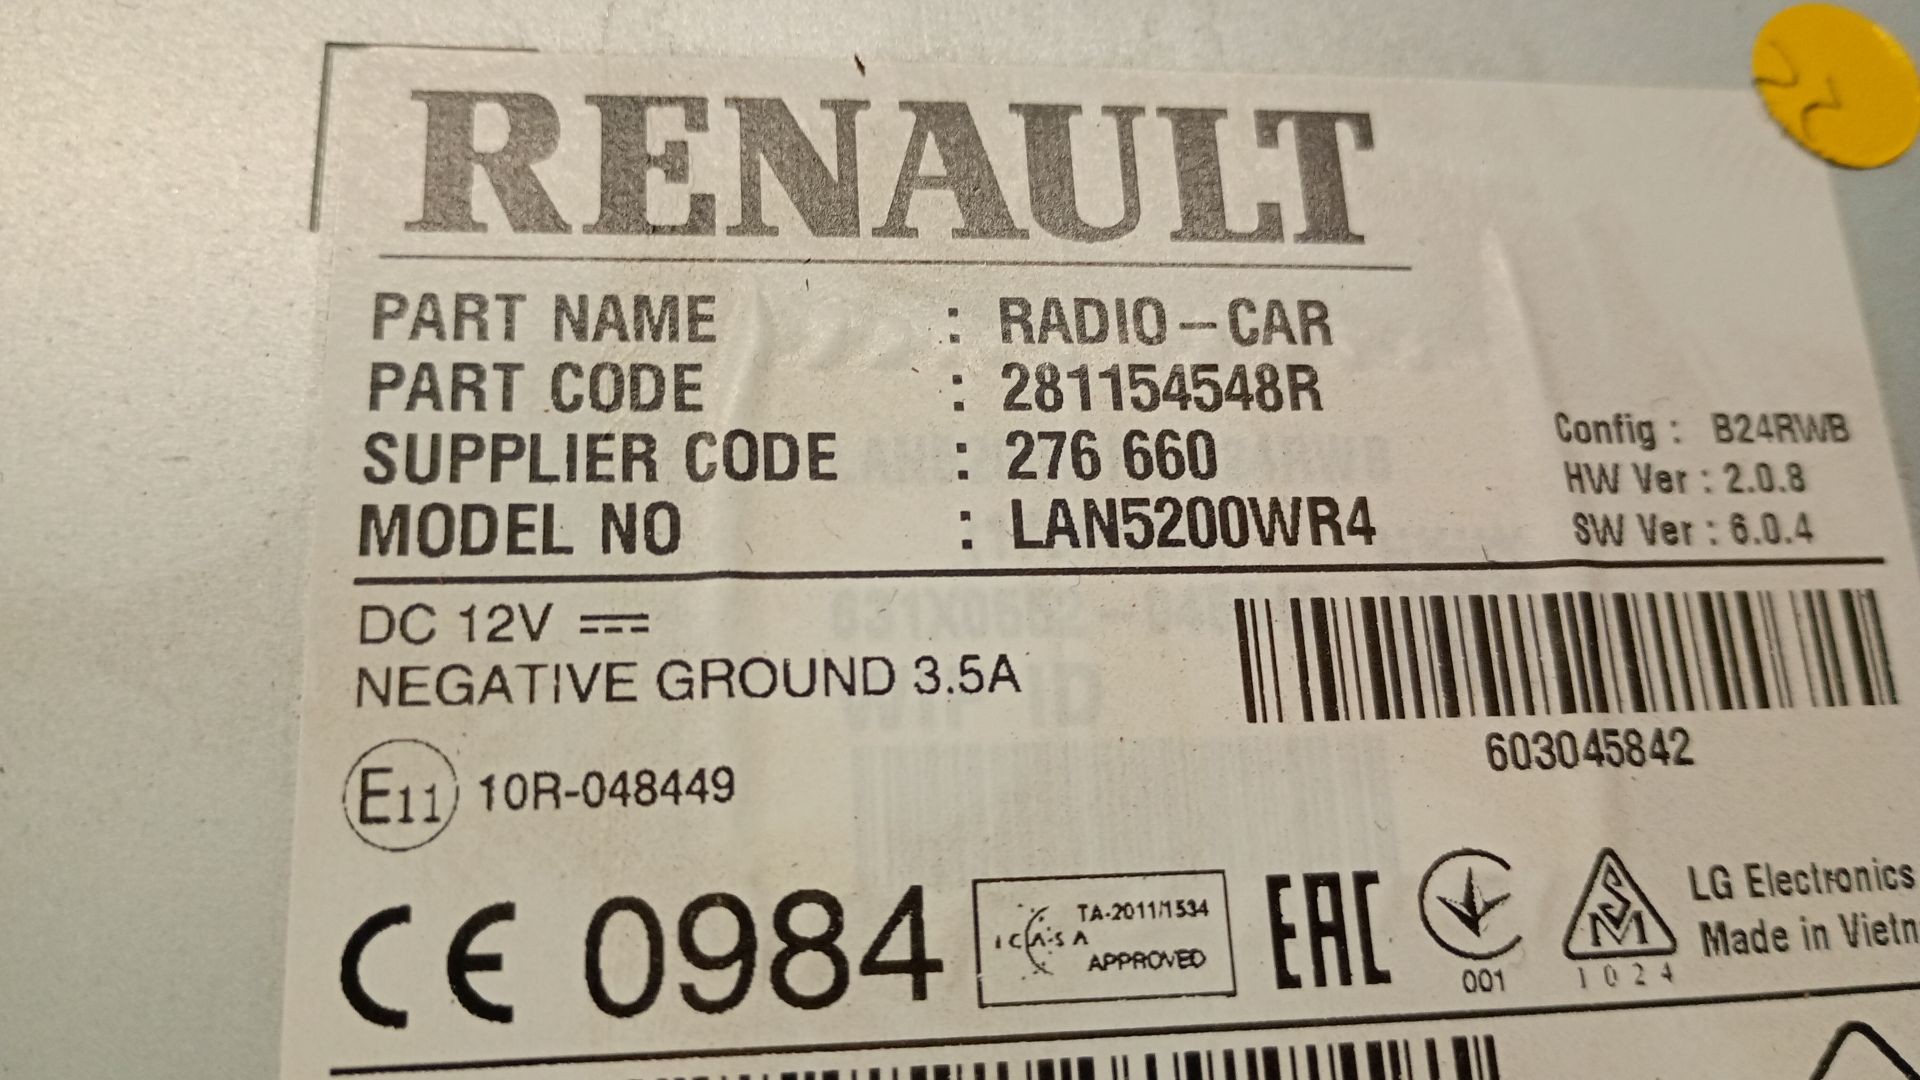 RENAULT
PART NAME : RADIO-CAR
PART CODE : 281154548R
SUPPLIER CODE : 276 660
MODEL NO : LAN5200WR4
Config : B24RWB
HW Ver : 2.0.8
SW Ver : 6.0.4
DC 12V
NEGATIVE GROUND 3.5A
603045842
E11 10R-048449
CE 0984
ICASA
TA-2011/1534
APPROVED
EAC
001
SM
1024
LG Electronics
Made in Vietn
22